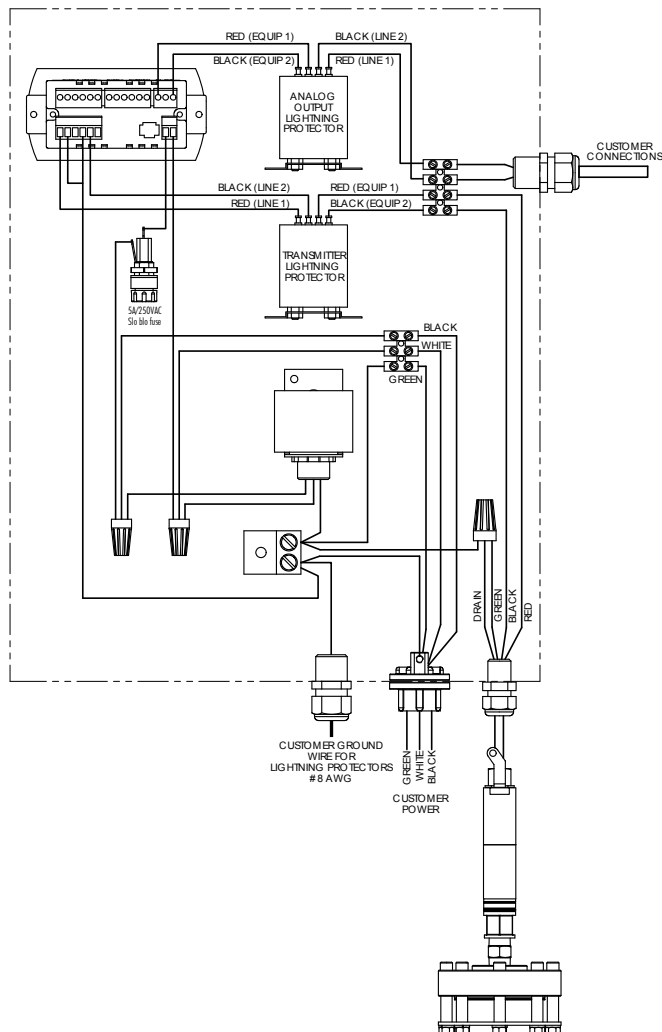 RED (EQUIP 1)
BLACK (LINE 2)
BLACK (EQUIP 2)
RED (LINE 1)
ANALOG
OUTPUT
LIGHTNING
PROTECTOR
CUSTOMER
CONNECTIONS
BLACK (LINE 2)
RED (EQUIP 1)
RED (LINE 1)
BLACK (EQUIP 2)
TRANSMITTER
LIGHTNING
PROTECTOR
5A/250VAC
Slo blo fuse
BLACK
WHITE
GREEN
DRAIN
GREEN
BLACK
RED
CUSTOMER GROUND
WIRE FOR
LIGHTNING PROTECTORS
#8 AWG
GREEN
WHITE
BLACK
CUSTOMER
POWER